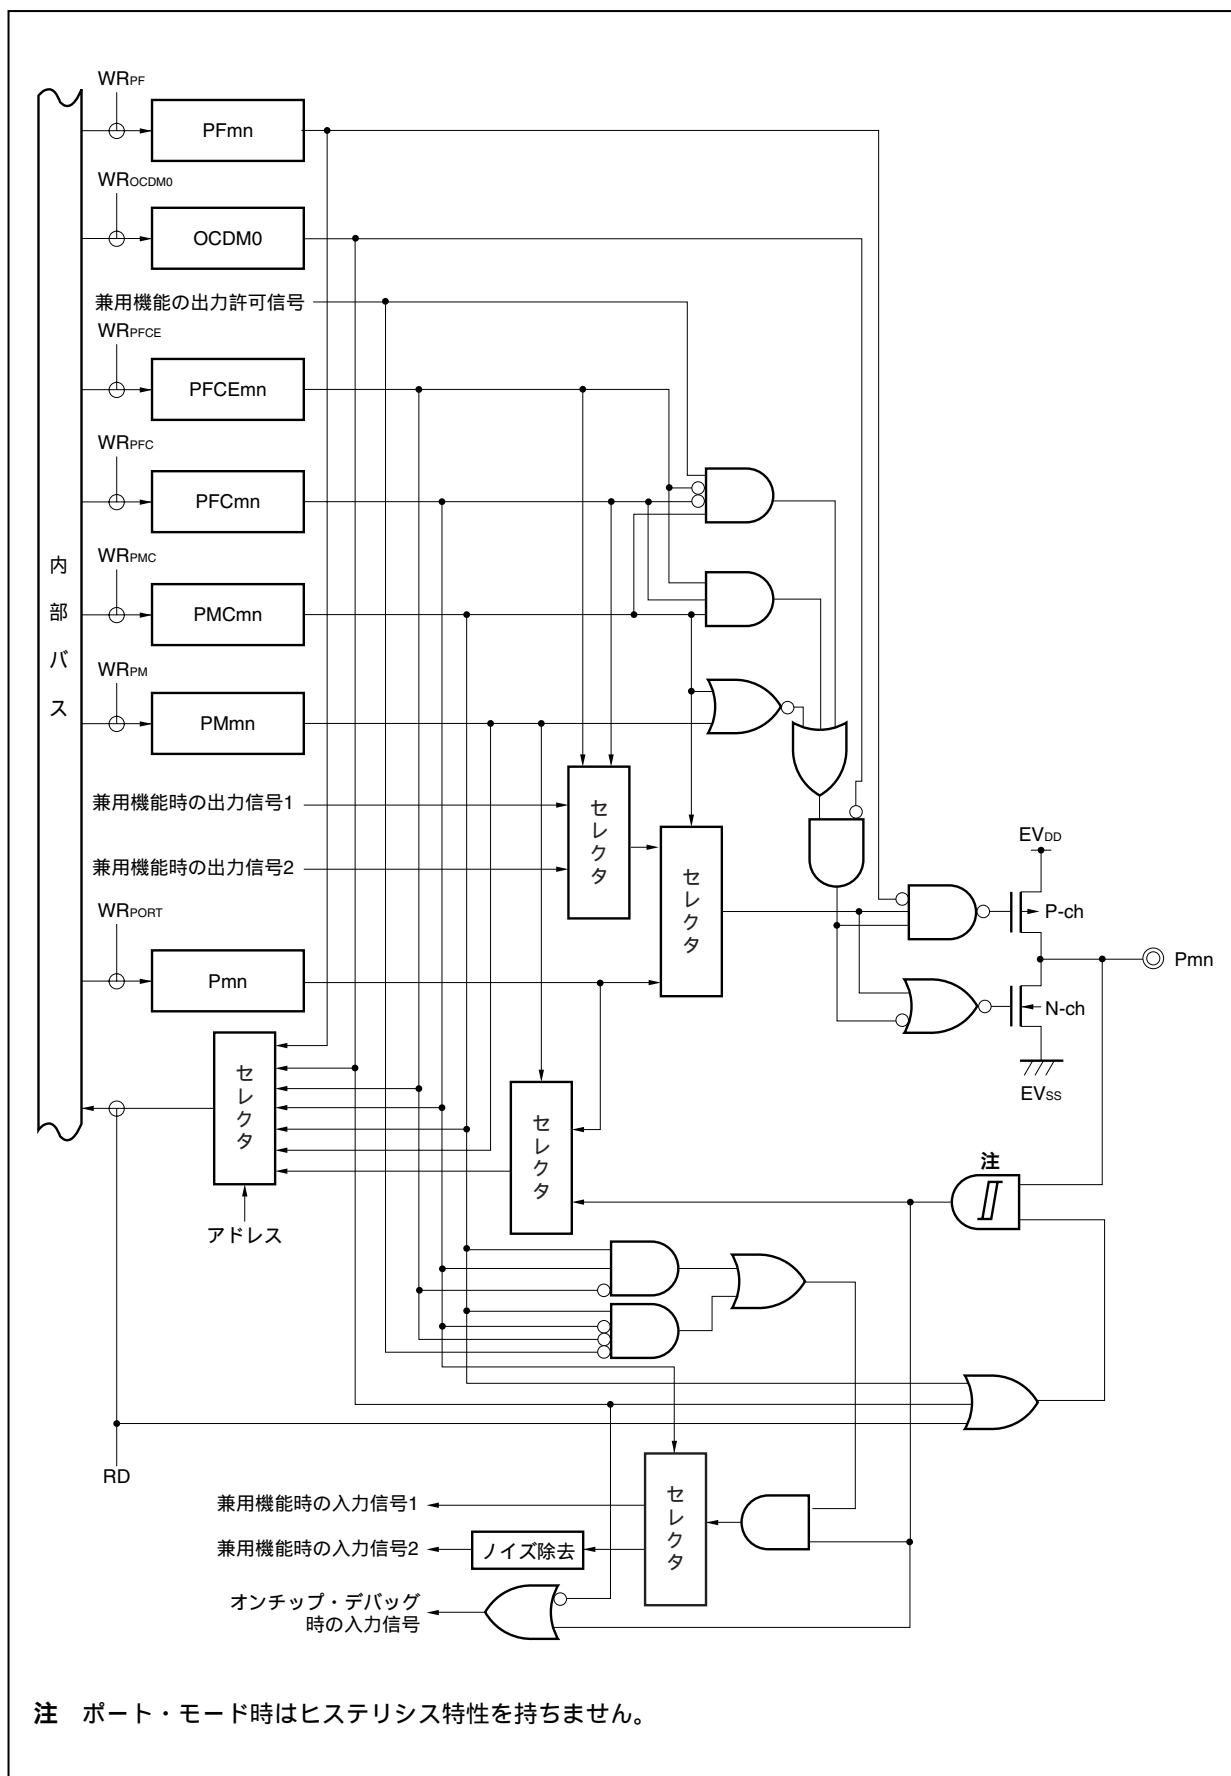 WRPF
PFmn
WROCDM0
OCDM0
兼用機能の出力許可信号
WRPFCE
PFCEmn
WRPFC
PFCmn
WRPMC
PMCmn
WRPM
PMmn
内部バス
兼用機能時の出力信号1
兼用機能時の出力信号2
セレクタ
セレクタ
WRPORT
Pmn
EVDD
P-ch
Pmn
N-ch
EVSS
セレクタ
アドレス
セレクタ
注
RD
兼用機能時の入力信号1
兼用機能時の入力信号2
ノイズ除去
セレクタ
オンチップ・デバッグ
時の入力信号
注 ポート・モード時はヒステリシス特性を持ちません。